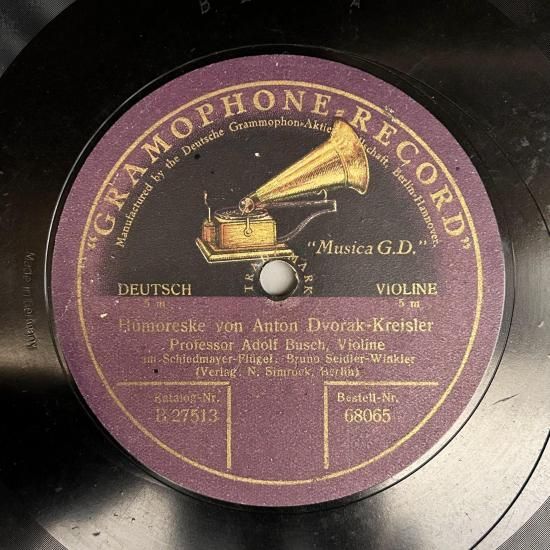 "GRAMOPHONE-RECORD"
Manufactured by the Deutsche Grammophon-Aktiengesellschaft, Berlin-Hannover.
"Musica G.D."
TRADE MARK
DEUTSCH
5 m
VIOLINE
5 m
Humoreske von Anton Dvorak-Kreisler
Professor Adolf Busch, Violine
am Schiedmayer-Flügel: Bruno Seidler-Winkler
(Verlag: N. Simrock, Berlin)
Katalog-Nr.
B 27513
Bestell-Nr.
68065
Made in Germany